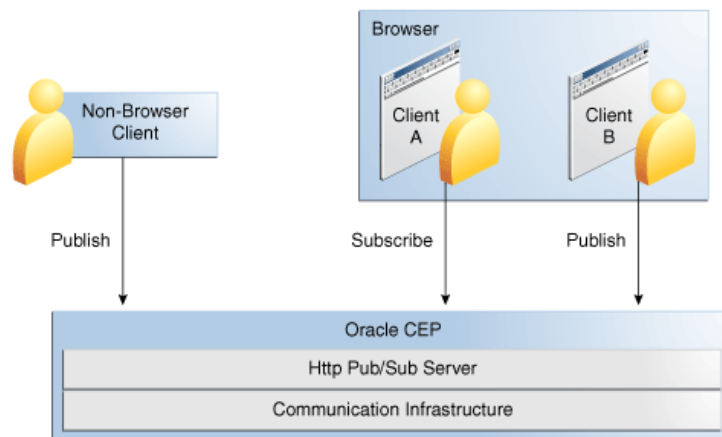 Browser
Non-Browser
Client
Client
A
Client
B
Publish
Subscribe
Publish
Oracle CEP
Http Pub/Sub Server
Communication Infrastructure